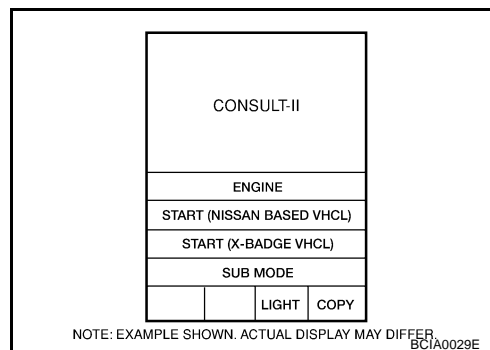 CONSULT-II
ENGINE
START (NISSAN BASED VHCL)
START (X-BADGE VHCL)
SUB MODE
LIGHT COPY
NOTE: EXAMPLE SHOWN. ACTUAL DISPLAY MAY DIFFER.
BCIA0029E